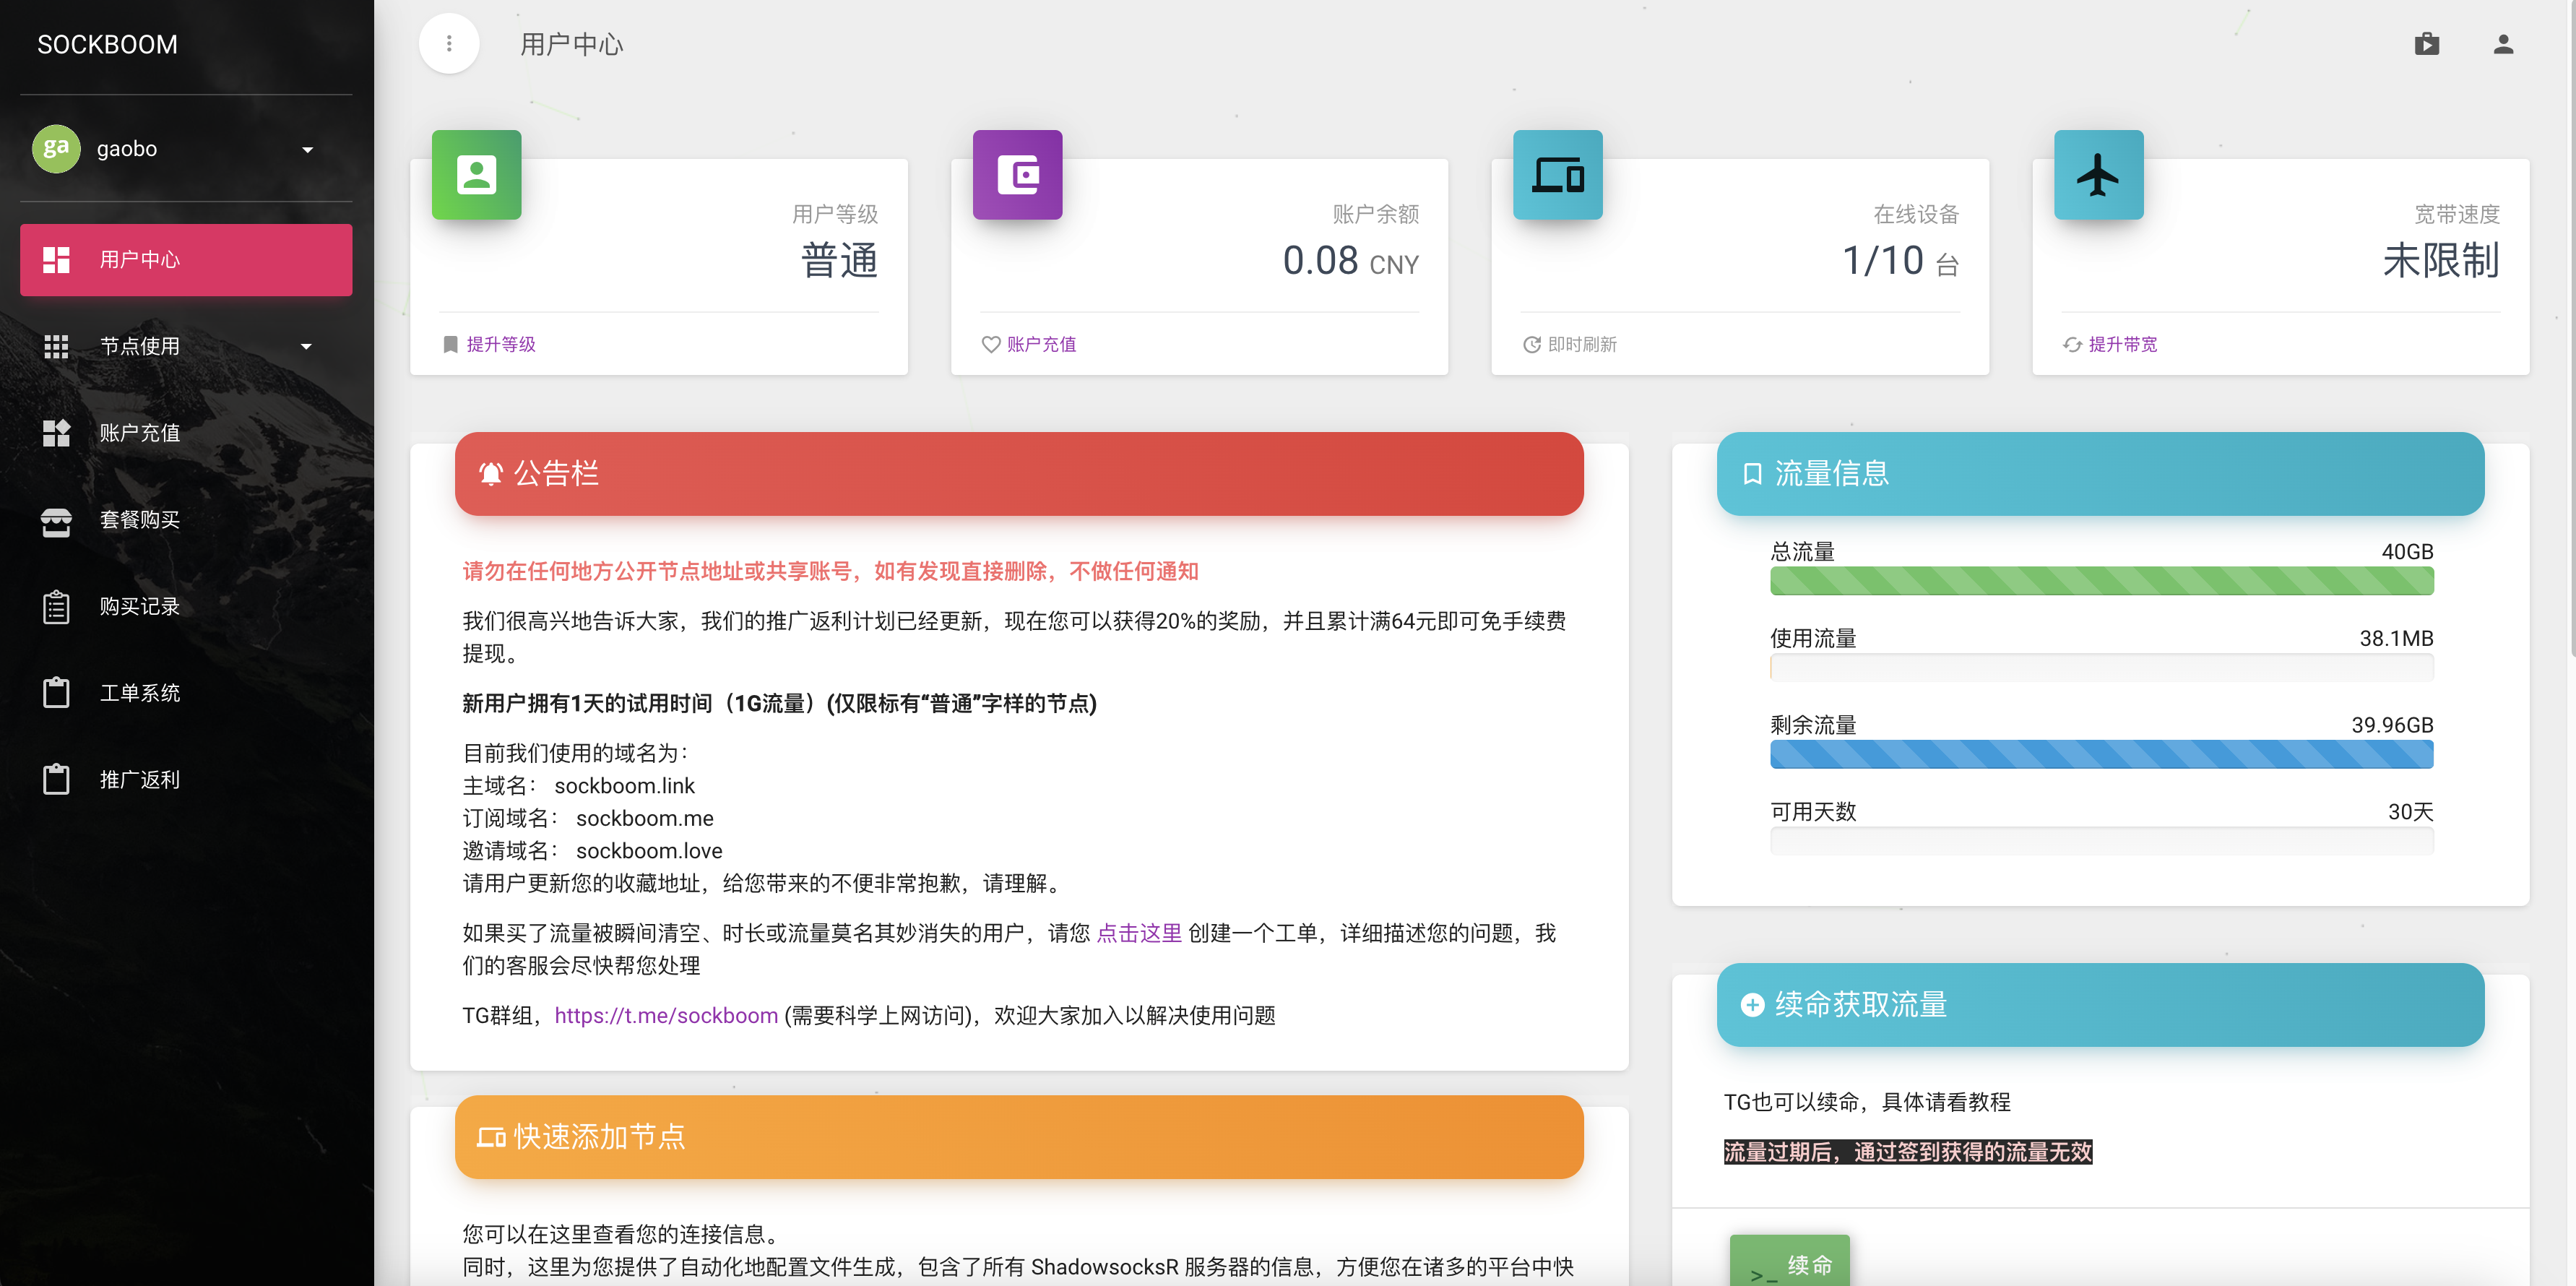 SOCKBOOM
ga
gaobo
用户中心
节点使用
账户充值
套餐购买
购买记录
工单系统
推广返利
用户中心
用户等级
普通
提升等级
账户余额
0.08 CNY
账户充值
在线设备
1/10 台
即时刷新
宽带速度
未限制
提升带宽
公告栏
请勿在任何地方公开节点地址或共享账号，如有发现直接删除，不做任何通知
我们很高兴地告诉大家，我们的推广返利计划已经更新，现在您可以获得20%的奖励，并且累计满64元即可免手续费
提现。
新用户拥有1天的试用时间（1G流量）(仅限标有“普通”字样的节点)
目前我们使用的域名为：
主域名： sockboom.link
订阅域名： sockboom.me
邀请域名： sockboom.love
请用户更新您的收藏地址，给您带来的不便非常抱歉，请理解。
如果买了流量被瞬间清空、时长或流量莫名其妙消失的用户，请您 点击这里 创建一个工单，详细描述您的问题，我
们的客服会尽快帮您处理
TG群组，https://t.me/sockboom (需要科学上网访问)，欢迎大家加入以解决使用问题
快速添加节点
您可以在这里查看您的连接信息。
同时，这里为您提供了自动化地配置文件生成，包含了所有 ShadowsocksR 服务器的信息，方便您在诸多的平台中快
流量信息
总流量 40GB
使用流量 38.1MB
剩余流量 39.96GB
可用天数 30天
续命获取流量
TG也可以续命，具体请看教程
流量过期后，通过签到获得的流量无效
>_ 续命